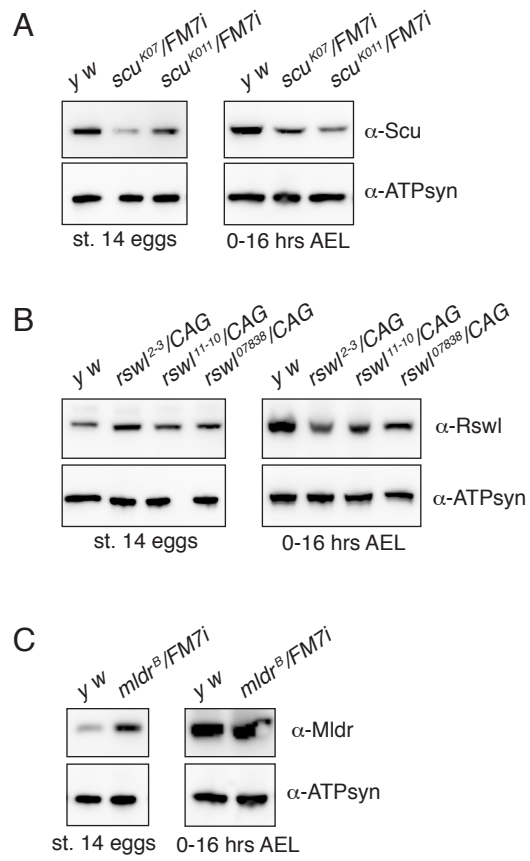 A
y w scu^K07/FM7i scu^K011/FM7i y w scu^K07/FM7i scu^K011/FM7i
α-Scu
α-ATPsyn
st. 14 eggs 0-16 hrs AEL
B
y w rswl^2-3/CAG rswl^11-10/CAG rswl^07838/CAG y w rswl^2-3/CAG rswl^11-10/CAG rswl^07838/CAG
α-Rswl
α-ATPsyn
st. 14 eggs 0-16 hrs AEL
C
y w mldr^B/FM7i y w mldr^B/FM7i
α-Mldr
α-ATPsyn
st. 14 eggs 0-16 hrs AEL